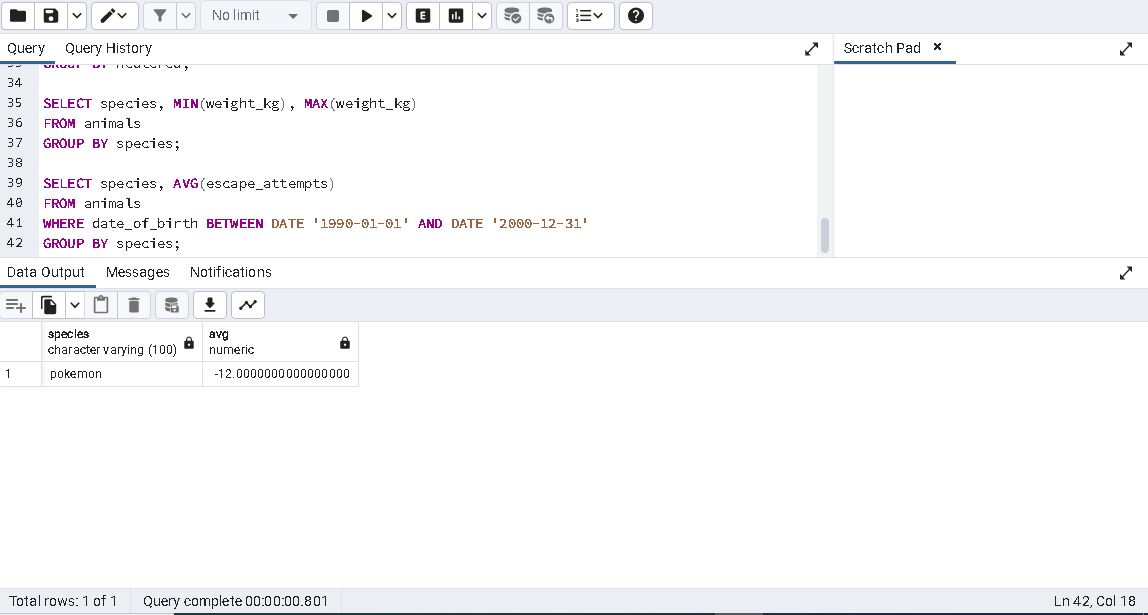 No limit
E
Query Query History
Scratch Pad ×
33 GROUP BY neutered;
34
35 SELECT species, MIN(weight_kg), MAX(weight_kg)
36 FROM animals
37 GROUP BY species;
38
39 SELECT species, AVG(escape_attempts)
40 FROM animals
41 WHERE date_of_birth BETWEEN DATE '1990-01-01' AND DATE '2000-12-31'
42 GROUP BY species;
Data Output Messages Notifications
species avg
character varying (100) numeric
1 pokemon -12.0000000000000000
Total rows: 1 of 1 Query complete 00:00:00.801 Ln 42, Col 18